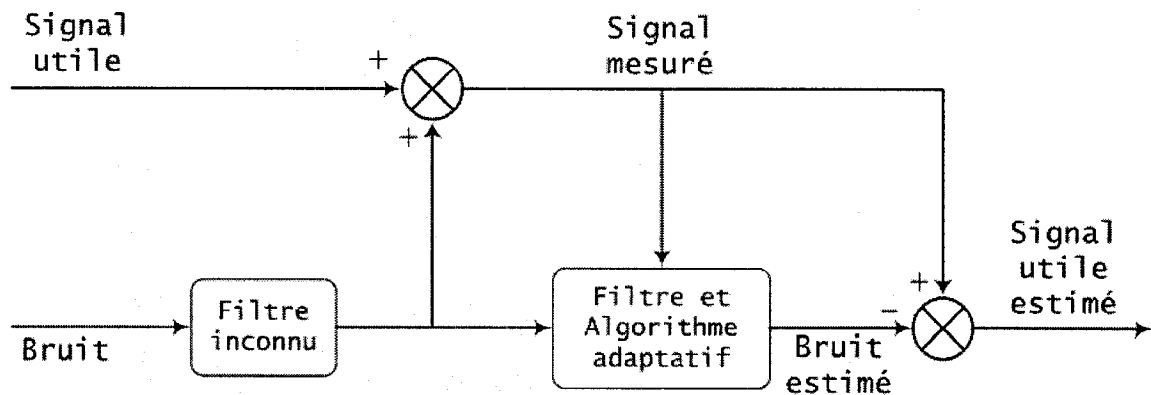 Signal
utile
+
+
Signal
mesuré
Bruit
Filtre
inconnu
Filtre et
Algorithme
adaptatif
Bruit
estimé
+
−
Signal
utile
estimé